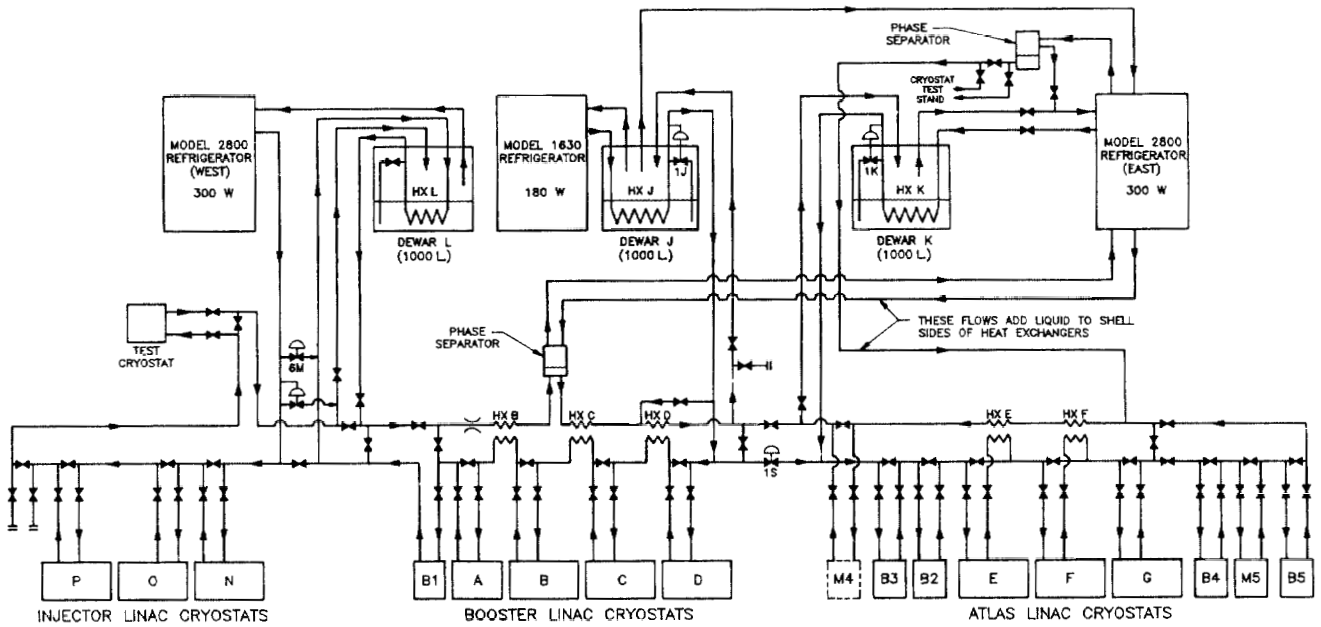 PHASE
SEPARATOR
CRYOSTAT
TEST
STAND
MODEL 2800
REFRIGERATOR
(WEST)
300 W
HX L
DEWAR L
(1000 L.)
MODEL 1630
REFRIGERATOR
180 W
1J
HX J
DEWAR J
(1000 L.)
1K
HX K
DEWAR K
(1000 L.)
MODEL 2800
REFRIGERATOR
(EAST)
300 W
TEST
CRYOSTAT
6M
PHASE
SEPARATOR
THESE FLOWS ADD LIQUID TO SHELL
SIDES OF HEAT EXCHANGERS
HX B
HX C
HX D
HX E
HX F
1S
P
O
N
B1
A
B
C
D
M4
B3
B2
E
F
G
B4
M5
B5
INJECTOR LINAC CRYOSTATS
BOOSTER LINAC CRYOSTATS
ATLAS LINAC CRYOSTATS